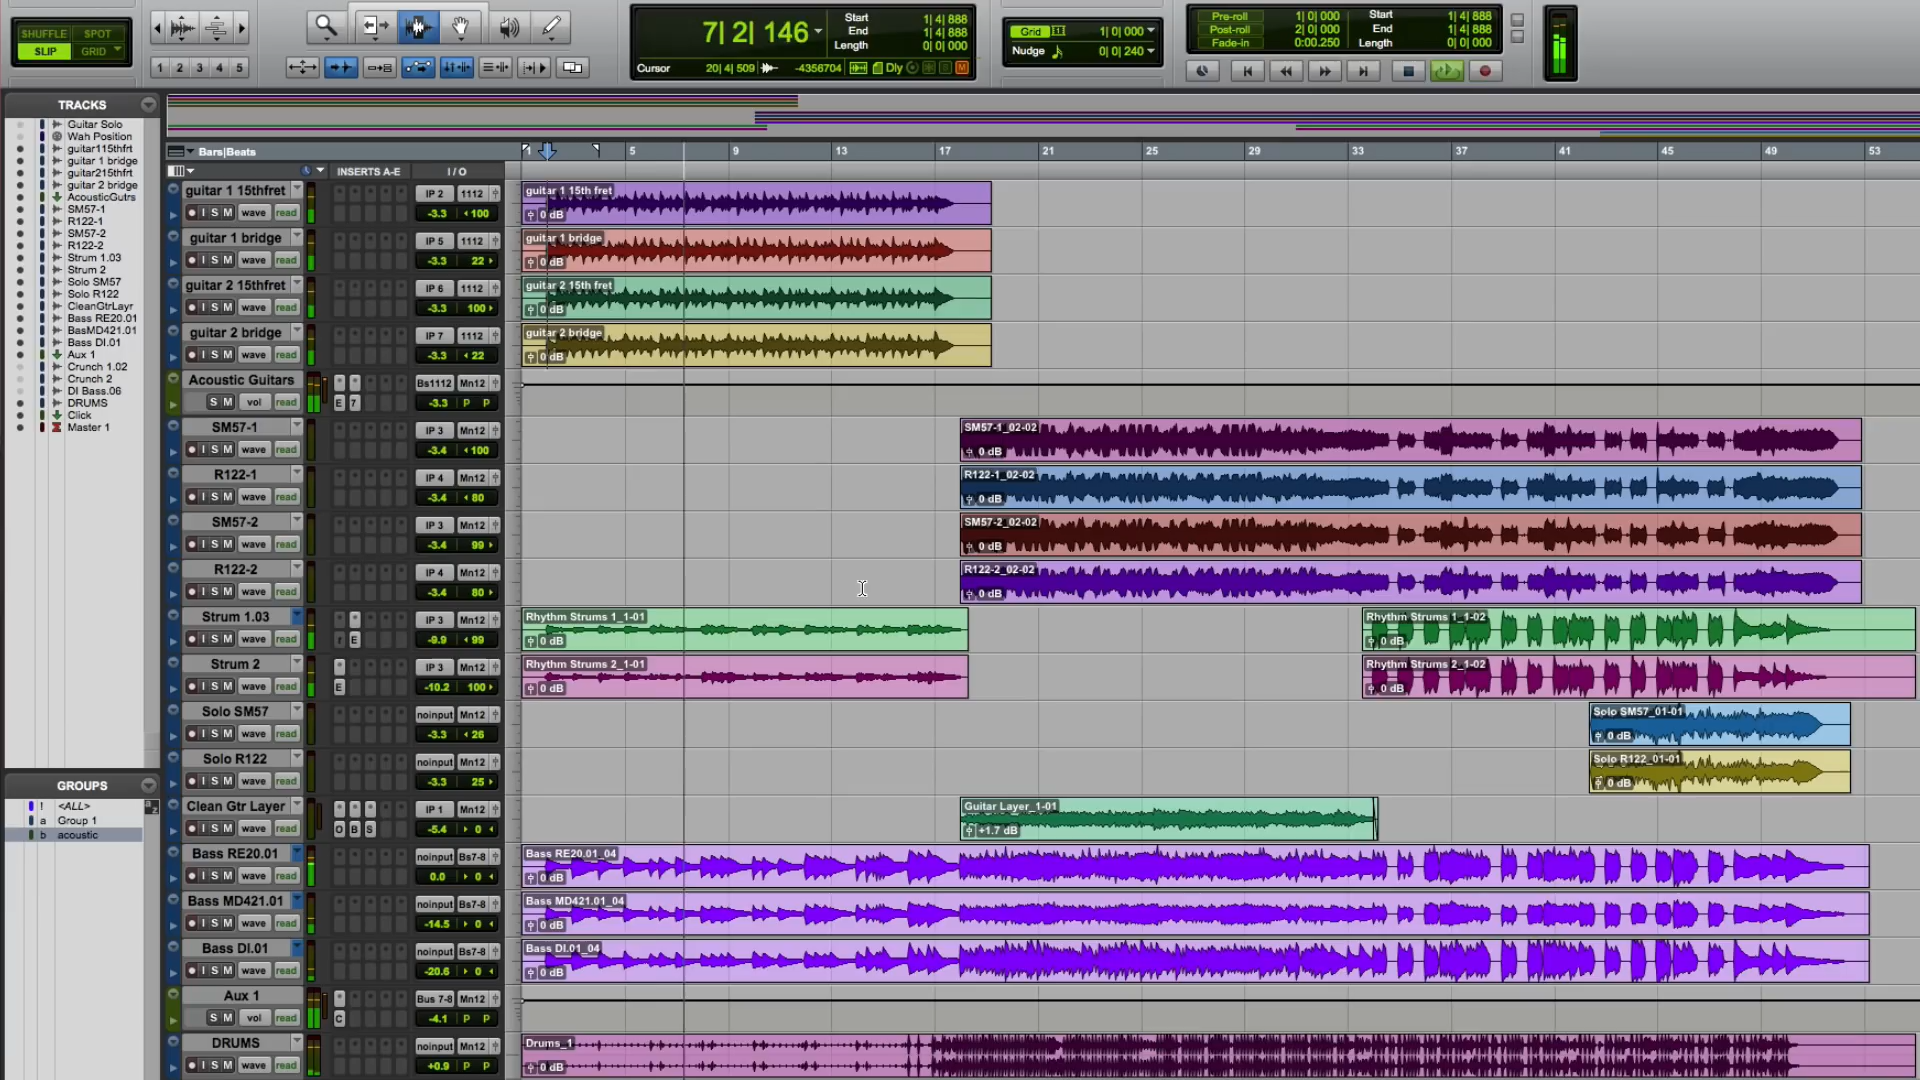 SHUFFLE SPOT
SLIP GRID
1 2 3 4 5
7| 2| 146
Start 1| 4| 888
End 1| 4| 888
Length 0| 0| 000
Cursor 20| 4| 509 -4356704 Dly
Grid 1| 0| 000
Nudge 0| 0| 240
Pre-roll 1| 0| 000 Start 1| 4| 888
Post-roll 2| 0| 000 End 1| 4| 888
Fade-in 0:00.250 Length 0| 0| 000
TRACKS
Guitar Solo
Wah Position
guitar115thfrt
guitar 1 bridge
guitar215thfrt
guitar 2 bridge
AcousticGutrs
SM57-1
R122-1
SM57-2
R122-2
Strum 1.03
Strum 2
Solo SM57
Solo R122
CleanGtrLayr
Bass RE20.01
BasMD421.01
Bass DI.01
Aux 1
Crunch 1.02
Crunch 2
DI Bass.06
DRUMS
Click
Master 1
GROUPS
! <ALL>
a Group 1
b acoustic
Bars|Beats 1 5 9 13 17 21 25 29 33 37 41 45 49 53
INSERTS A-E I / O
guitar 1 15thfret IP 2 1112 guitar 1 15th fret
I S M wave read -3.3 100 0 dB
guitar 1 bridge IP 5 1112 guitar 1 bridge
I S M wave read -3.3 22 0 dB
guitar 2 15thfret IP 6 1112 guitar 2 15th fret
I S M wave read -3.3 100 0 dB
guitar 2 bridge IP 7 1112 guitar 2 bridge
I S M wave read -3.3 22 0 dB
Acoustic Guitars Bs1112 Mn12
S M vol read E 7 -3.3 P P
SM57-1 IP 3 Mn12 SM57-1_02-02
I S M wave read -3.4 100 0 dB
R122-1 IP 4 Mn12 R122-1_02-02
I S M wave read -3.4 80 0 dB
SM57-2 IP 3 Mn12 SM57-2_02-02
I S M wave read -3.4 99 0 dB
R122-2 IP 4 Mn12 R122-2_02-02
I S M wave read -3.4 80 0 dB
Strum 1.03 IP 3 Mn12 Rhythm Strums 1_1-01 Rhythm Strums 1_1-02
I S M wave read r E -9.9 99 0 dB 0 dB
Strum 2 IP 3 Mn12 Rhythm Strums 2_1-01 Rhythm Strums 2_1-02
I S M wave read E -10.2 100 0 dB 0 dB
Solo SM57 noinput Mn12 Solo SM57_01-01
I S M wave read -3.3 26 0 dB
Solo R122 noinput Mn12 Solo R122_01-01
I S M wave read -3.3 25 0 dB
Clean Gtr Layer IP 1 Mn12 Guitar Layer_1-01
I S M wave read O B S -5.4 0 +1.7 dB
Bass RE20.01 noinput Bs7-8 Bass RE20.01_04
I S M wave read 0.0 0 0 dB
Bass MD421.01 noinput Bs7-8 Bass MD421.01_04
I S M wave read -14.5 0 0 dB
Bass DI.01 noinput Bs7-8 Bass DI.01_04
I S M wave read -20.6 0 0 dB
Aux 1 Bus 7-8 Mn12
S M vol read C -4.1 P P
DRUMS noinput Mn12 Drums_1
I S M wave read +0.9 P P 0 dB